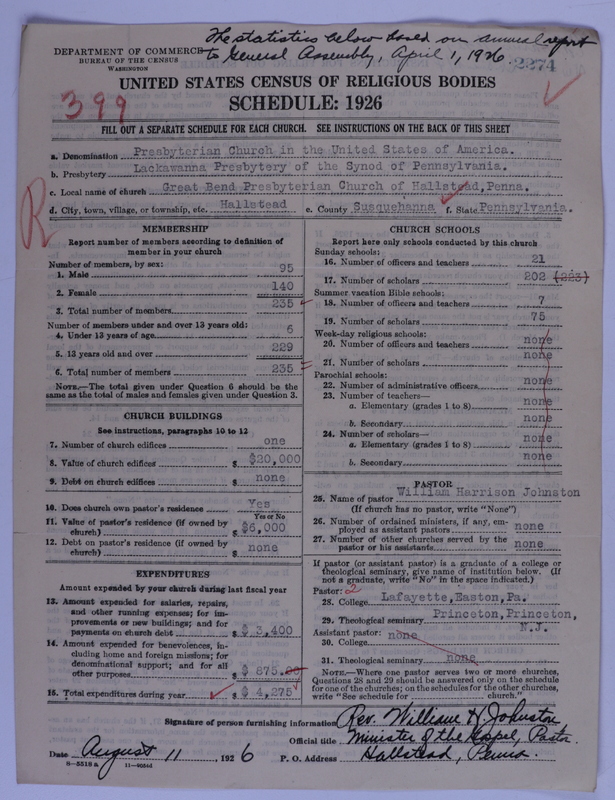 The statistics below based on annual report
to General Assembly, April 1, 1926
DEPARTMENT OF COMMERCE
BUREAU OF THE CENSUS
WASHINGTON
2274
UNITED STATES CENSUS OF RELIGIOUS BODIES
SCHEDULE: 1926
399
FILL OUT A SEPARATE SCHEDULE FOR EACH CHURCH. SEE INSTRUCTIONS ON THE BACK OF THIS SHEET
a. Denomination Presbyterian Church in the United States of America.
b. Presbytery Lackawanna Presbytery of the Synod of Pennsylvania.
c. Local name of church Great Bend Presbyterian Church of Hallstead,Penna.
d. City, town, village, or township, etc. Hallstead e. County Susquehanna f. State Pennsylvania.
R
MEMBERSHIP
Report number of members according to definition of
member in your church
Number of members, by sex:
1. Male 95
2. Female 140
3. Total number of members 235
Number of members under and over 13 years old:
4. Under 13 years of age 6
5. 13 years old and over 229
6. Total number of members 235
NOTE.—The total given under Question 6 should be the
same as the total of males and females given under Question 3.
CHURCH BUILDINGS
See instructions, paragraphs 10 to 12
7. Number of church edifices one
8. Value of church edifices $ $20,000
9. Debt on church edifices $ none
10. Does church own pastor's residence Yes
Yes or No
11. Value of pastor's residence (if owned by
church) $ $6,000
12. Debt on pastor's residence (if owned by
church) $ none
EXPENDITURES
Amount expended by your church during last fiscal year
13. Amount expended for salaries, repairs,
and other running expenses; for im-
provements or new buildings; and for
payments on church debt $ $ 3,400
14. Amount expended for benevolences, in-
cluding home and foreign missions; for
denominational support; and for all
other purposes $ $ 875.00
15. Total expenditures during year $ $ 4,275
CHURCH SCHOOLS
Report here only schools conducted by this church
Sunday schools:
16. Number of officers and teachers 21
17. Number of scholars 202 (223)
Summer vacation Bible schools:
18. Number of officers and teachers 7
19. Number of scholars 75
Week-day religious schools:
20. Number of officers and teachers none
21. Number of scholars none
Parochial schools:
22. Number of administrative officers none
23. Number of teachers—
a. Elementary (grades 1 to 8) none
b. Secondary none
24. Number of scholars—
a. Elementary (grades 1 to 8) none
b. Secondary none
PASTOR
25. Name of pastor William Harrison Johnston
(If church has no pastor, write "None")
26. Number of ordained ministers, if any, em-
ployed as assistant pastors none
27. Number of other churches served by the
pastor or his assistants none
If pastor (or assistant pastor) is a graduate of a college or
theological seminary, give name of institution below. (If
not a graduate, write "No" in the space indicated.)
Pastor: 2
28. College Lafayette,Easton,Pa.
29. Theological seminary Princeton,Princeton,
N.J.
Assistant pastor: none
30. College
31. Theological seminary none
NOTE.—Where one pastor serves two or more churches,
Questions 28 and 29 should be answered only on the schedule
for one of the churches; on the schedules for the other churches,
write "See schedule for church."
Signature of person furnishing information Rev. William H. Johnston
Official title Minister of the Gospel, Pastor.
Date August 11, 1926 P. O. Address Hallstead, Penna.
8-5518a 11-9056d